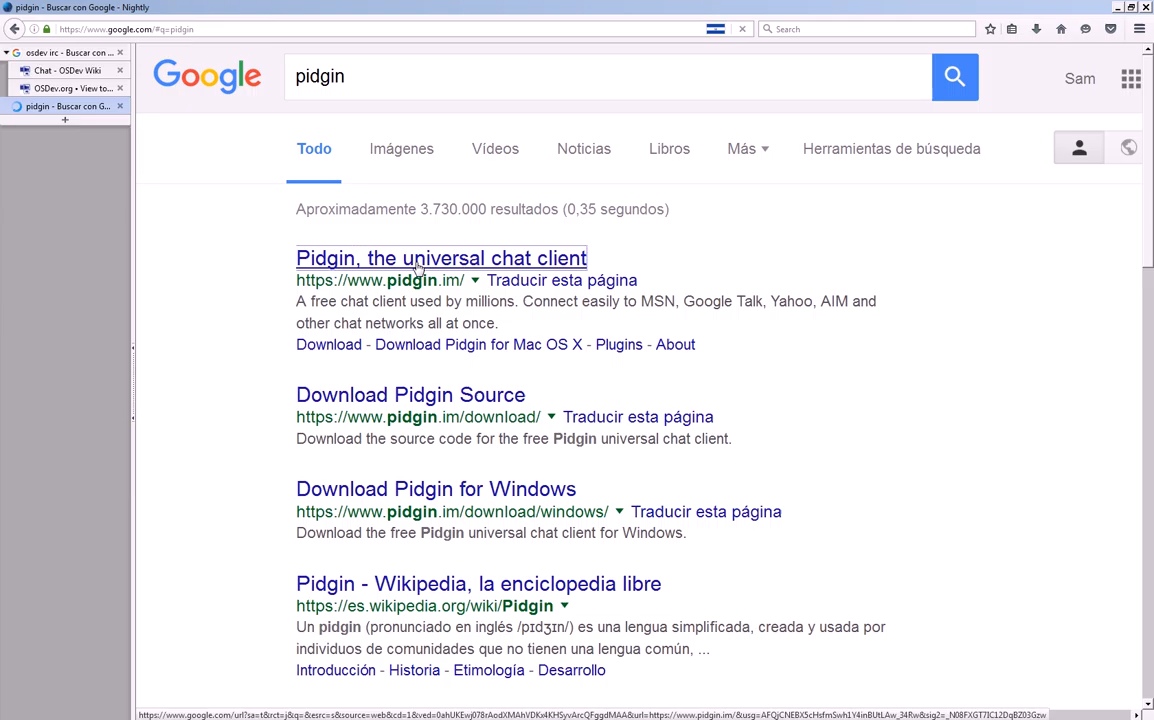 pidgin - Buscar con Google - Nightly
https://www.google.com/#q=pidgin
Search
osdev irc - Buscar con ...
Chat - OSDev Wiki
OSDev.org • View to...
pidgin - Buscar con G...
Google
pidgin
Sam
Todo Imágenes Vídeos Noticias Libros Más Herramientas de búsqueda
Aproximadamente 3.730.000 resultados (0,35 segundos)
Pidgin, the universal chat client
https://www.pidgin.im/ Traducir esta página
A free chat client used by millions. Connect easily to MSN, Google Talk, Yahoo, AIM and
other chat networks all at once.
Download - Download Pidgin for Mac OS X - Plugins - About
Download Pidgin Source
https://www.pidgin.im/download/ Traducir esta página
Download the source code for the free Pidgin universal chat client.
Download Pidgin for Windows
https://www.pidgin.im/download/windows/ Traducir esta página
Download the free Pidgin universal chat client for Windows.
Pidgin - Wikipedia, la enciclopedia libre
https://es.wikipedia.org/wiki/Pidgin
Un pidgin (pronunciado en inglés /pɪdʒɪn/) es una lengua simplificada, creada y usada por
individuos de comunidades que no tienen una lengua común, ...
Introducción - Historia - Etimología - Desarrollo